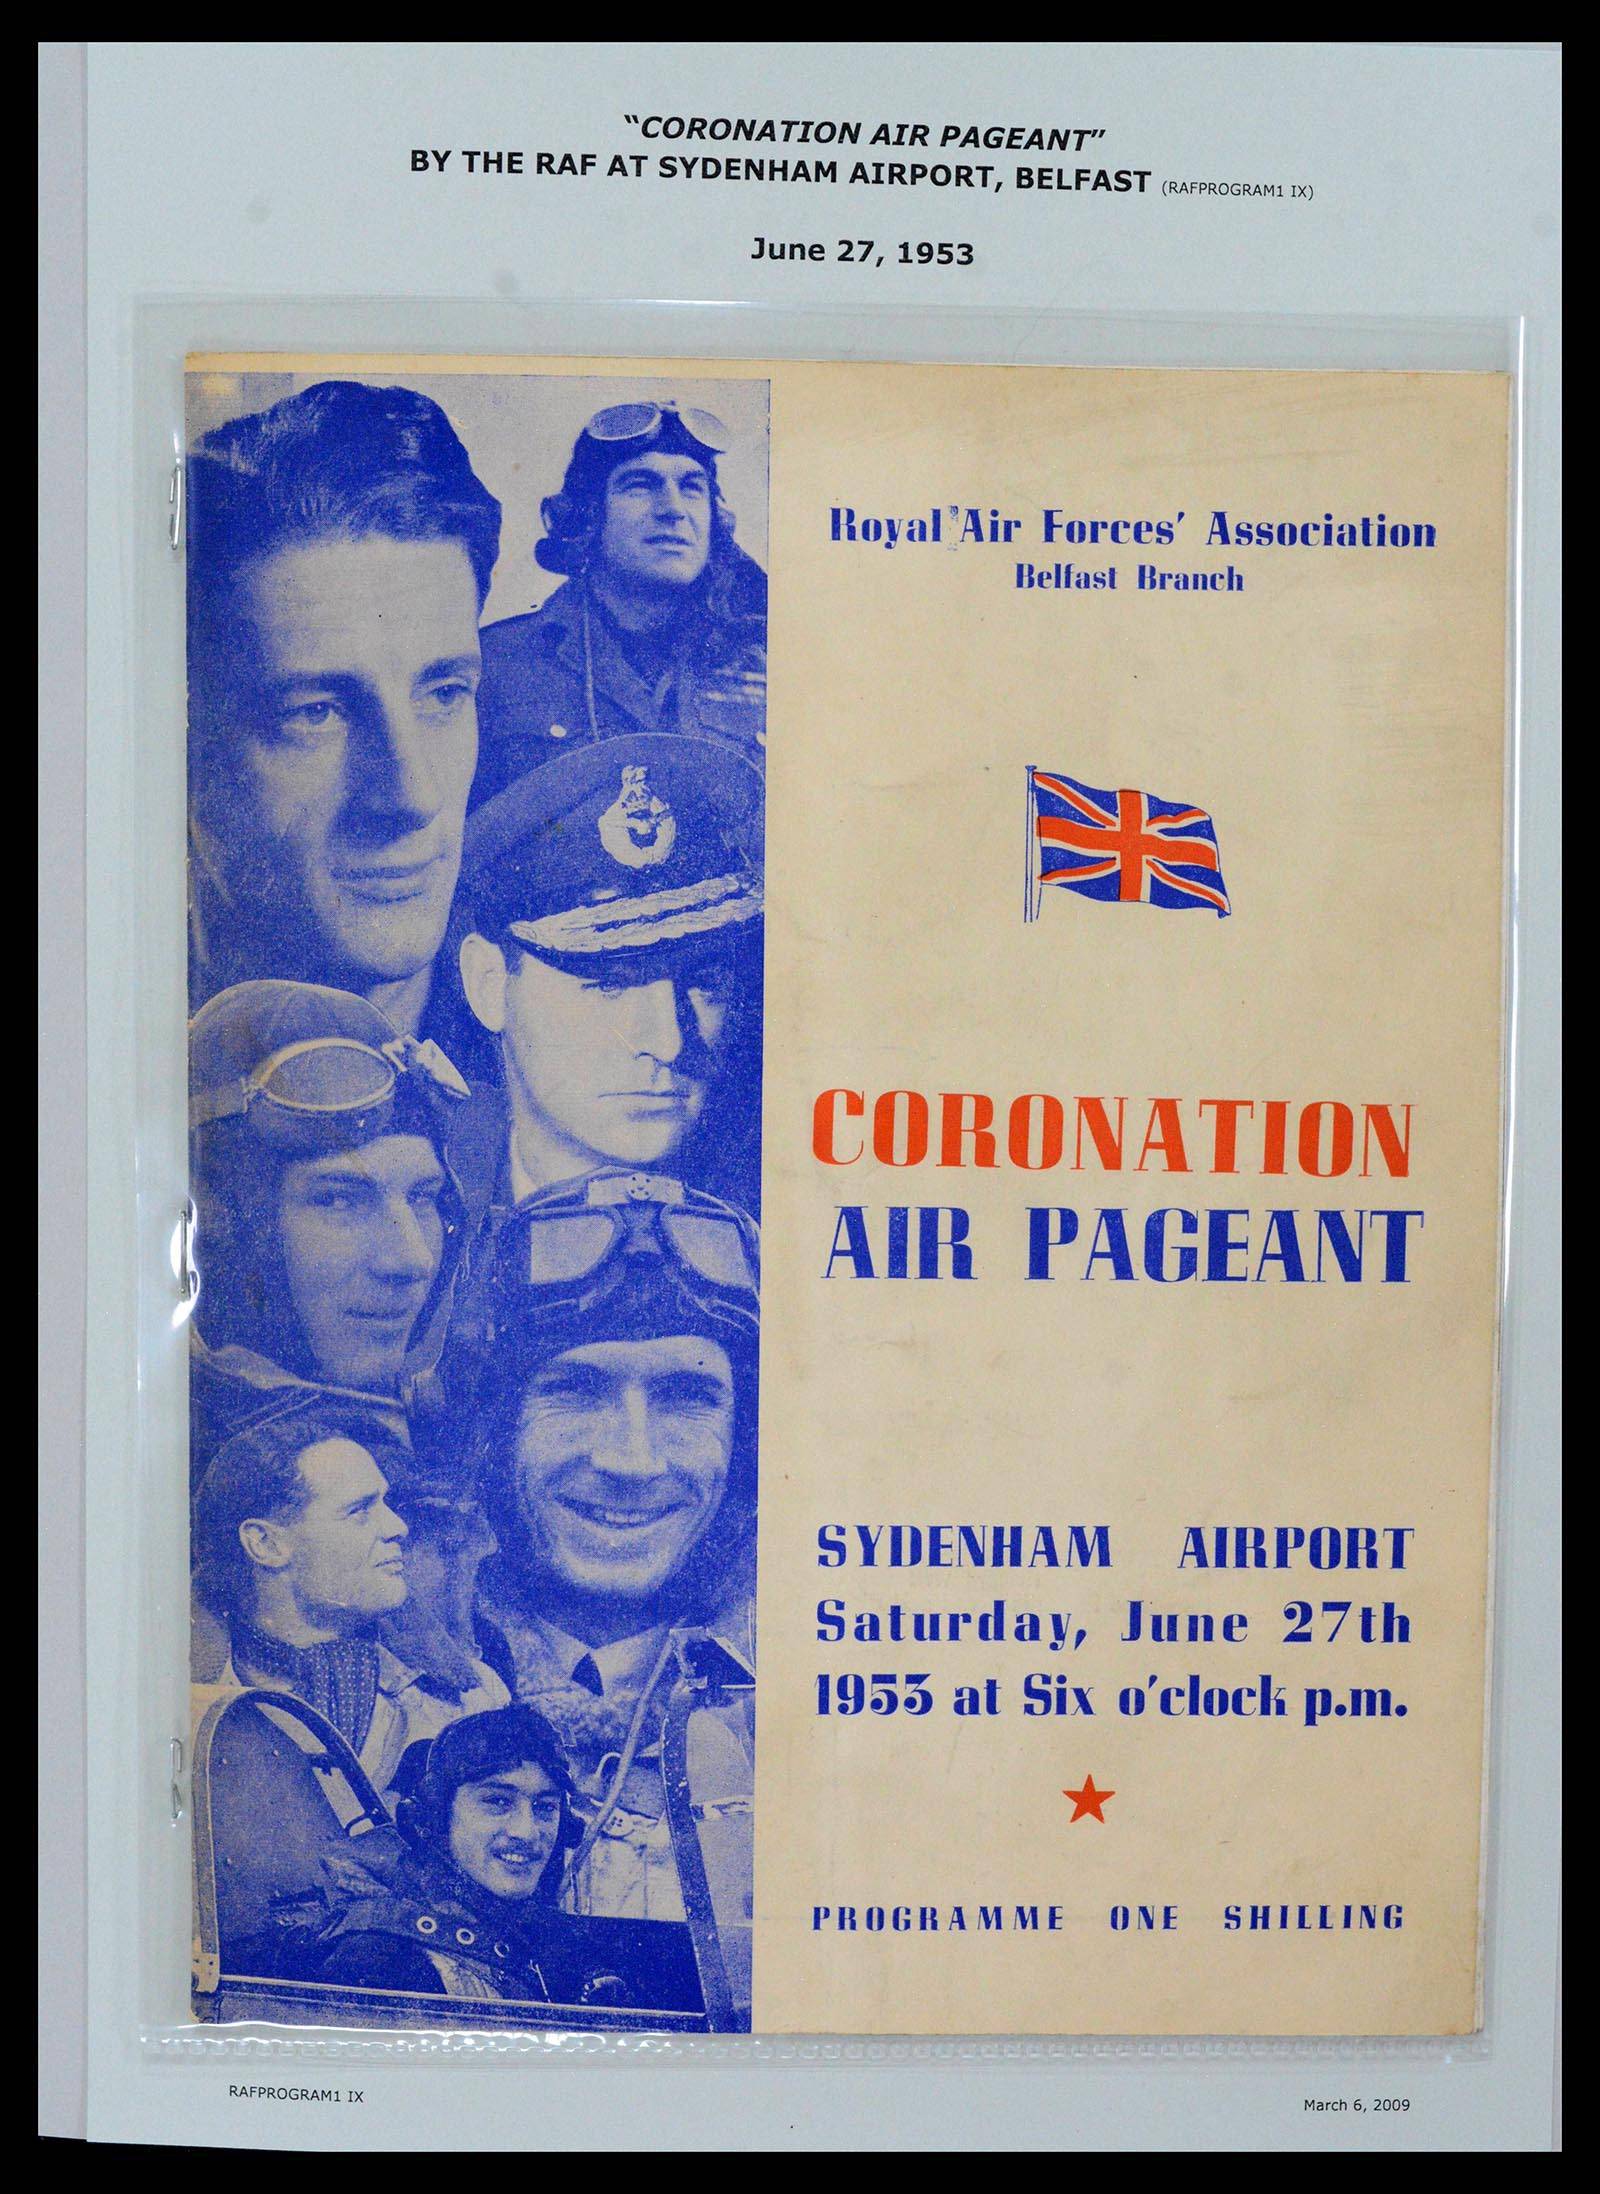 “CORONATION AIR PAGEANT”
BY THE RAF AT SYDENHAM AIRPORT, BELFAST (RAFPROGRAM1 IX)
June 27, 1953
Royal Air Forces' Association
Belfast Branch
CORONATION
AIR PAGEANT
SYDENHAM AIRPORT
Saturday, June 27th
1953 at Six o'clock p.m.
PROGRAMME ONE SHILLING
RAFPROGRAM1 IX
March 6, 2009